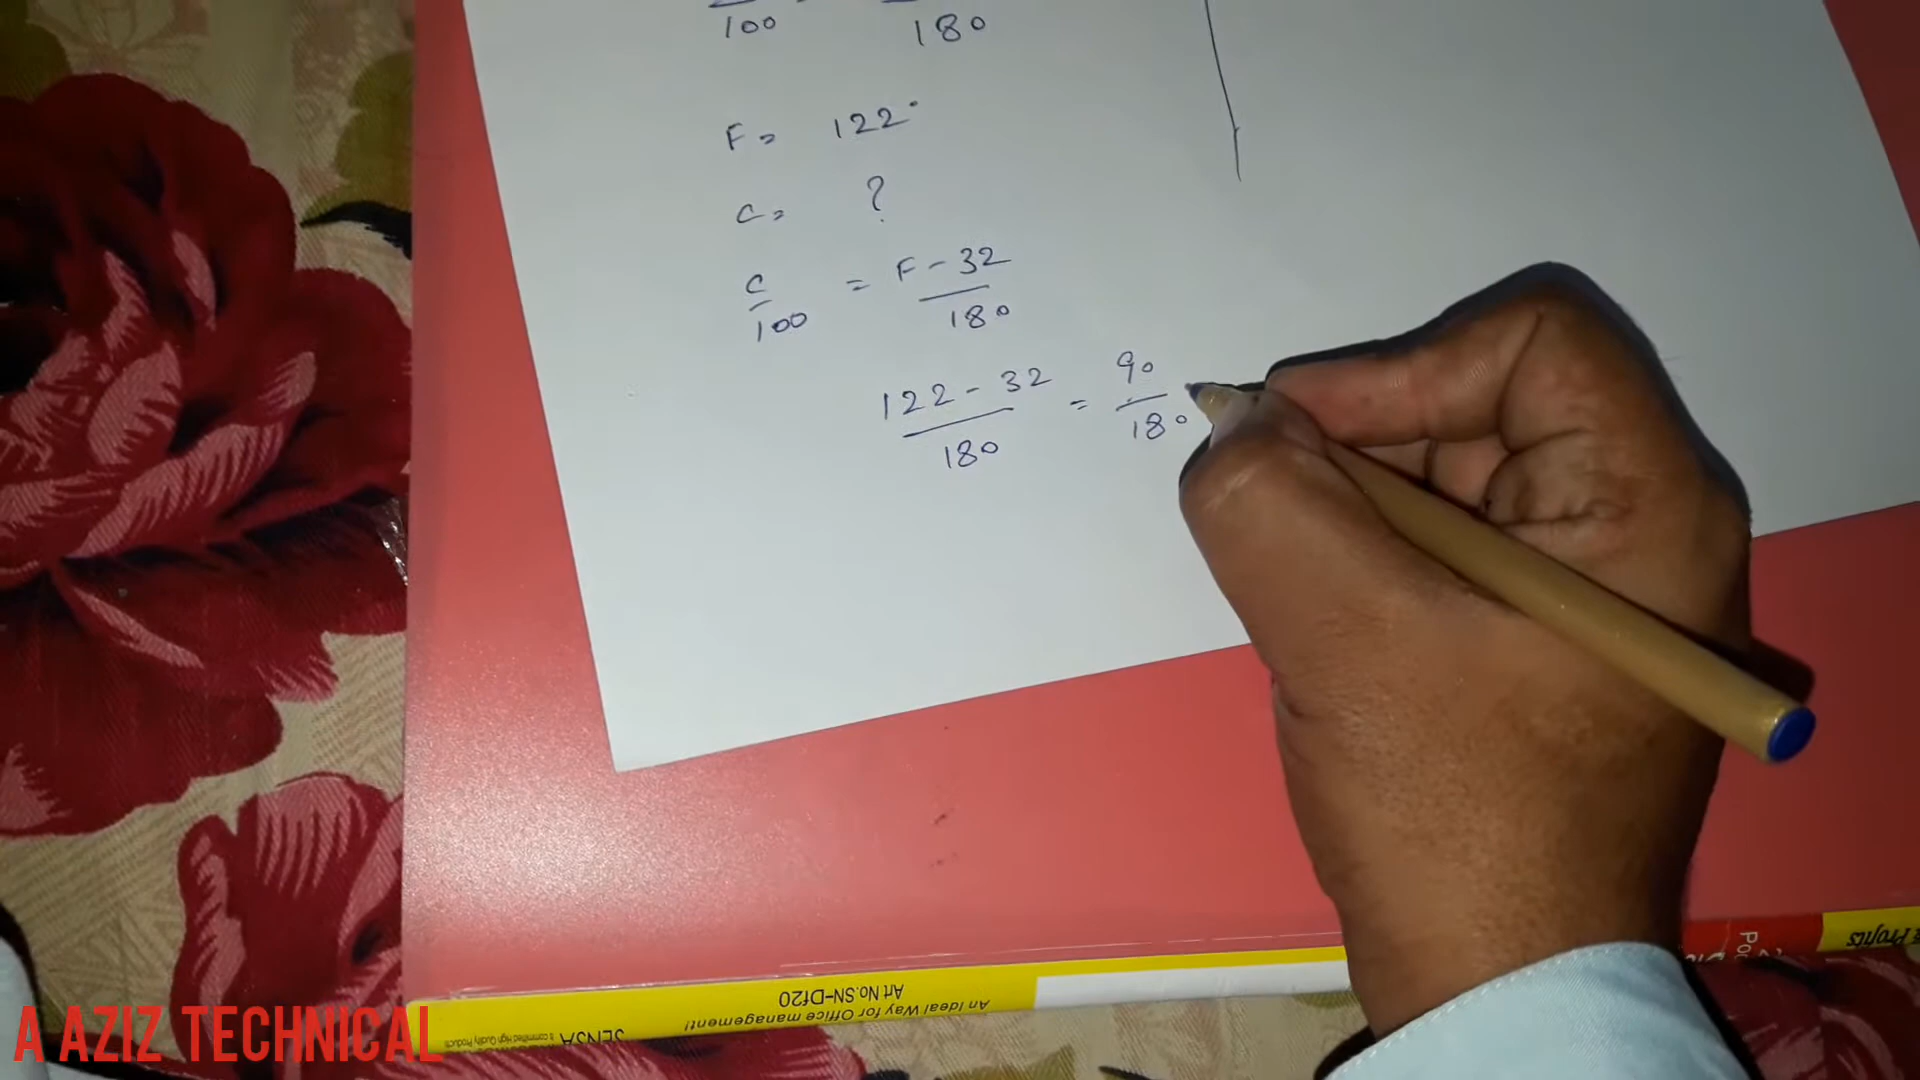 100 180
F = 122°
C = ?
C/100 = F - 32/180
122 - 32/180 = 90/180
An Ideal Way for Office management!
Art No.SN-Df20
Profits
A AZIZ TECHNICAL